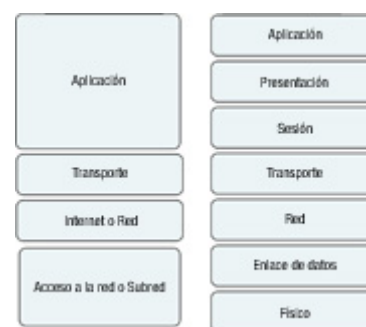 Aplicación
Transporte
Internet o Red
Acceso a la red o Subred
Aplicación
Presentación
Sesión
Transporte
Red
Enlace de datos
Físico